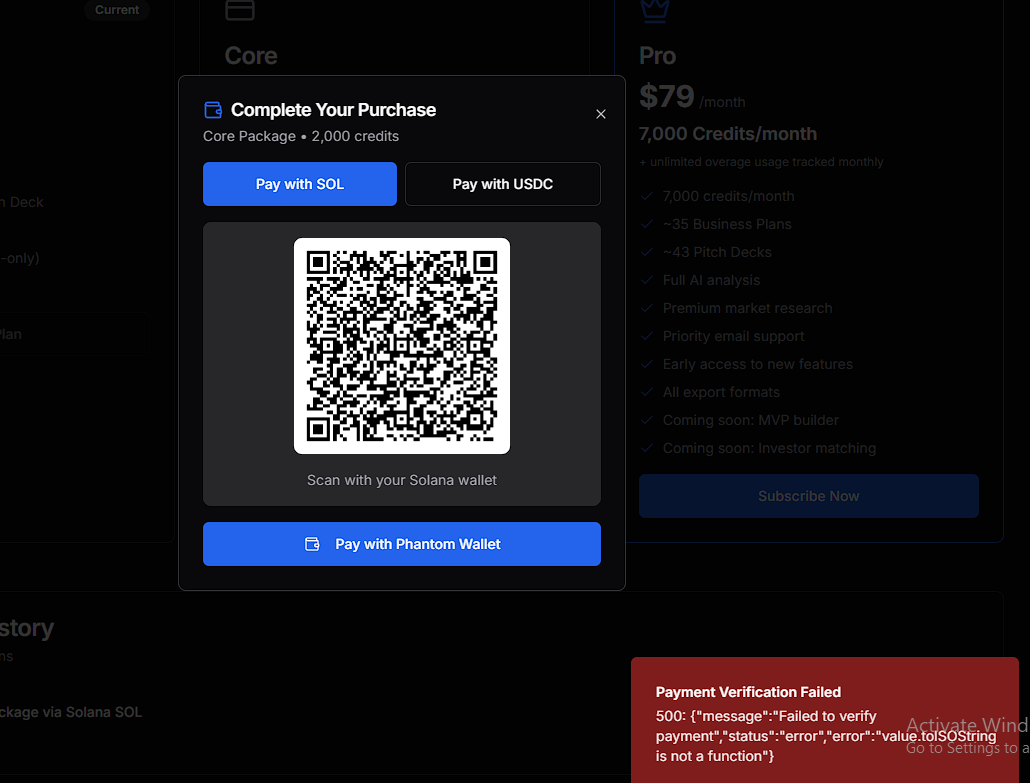 Current
Core
Pro
$79 /month
7,000 Credits/month
+ unlimited overage usage tracked monthly
7,000 credits/month
~35 Business Plans
~43 Pitch Decks
Full AI analysis
Premium market research
Priority email support
Early access to new features
All export formats
Coming soon: MVP builder
Coming soon: Investor matching
Subscribe Now
Deck
-only)
Plan
Complete Your Purchase
Core Package • 2,000 credits
Pay with SOL
Pay with USDC
Scan with your Solana wallet
Pay with Phantom Wallet
story
ns
ckage via Solana SOL
Payment Verification Failed
500: {"message":"Failed to verify
payment","status":"error","error":"value.toISOString
is not a function"}
Activate Wind
Go to Settings to a